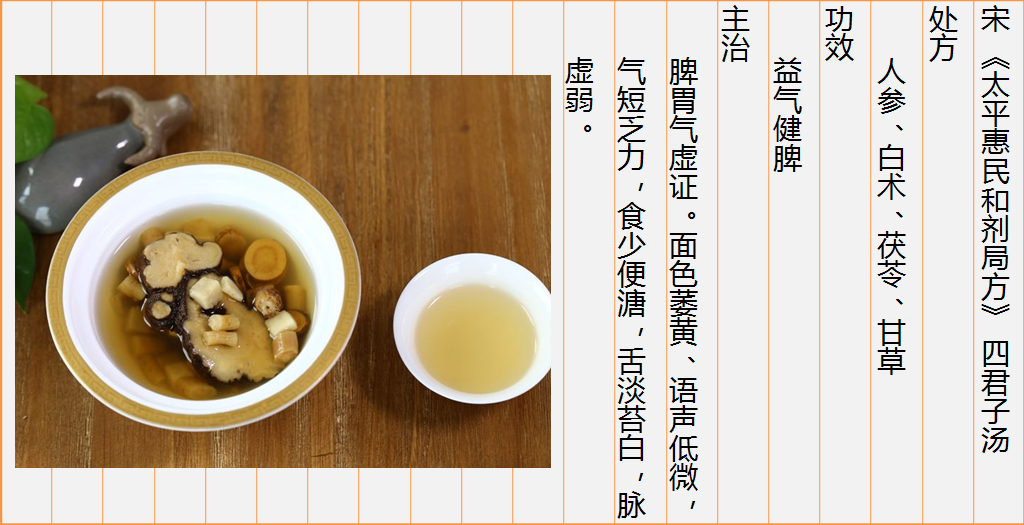 宋 《太平惠民和剂局方》 四君子汤
处方
人参、白术、茯苓、甘草
功效
益气健脾
主治
脾胃气虚证。面色萎黄、语声低微，
气短乏力，食少便溏，舌淡苔白，脉
虚弱。